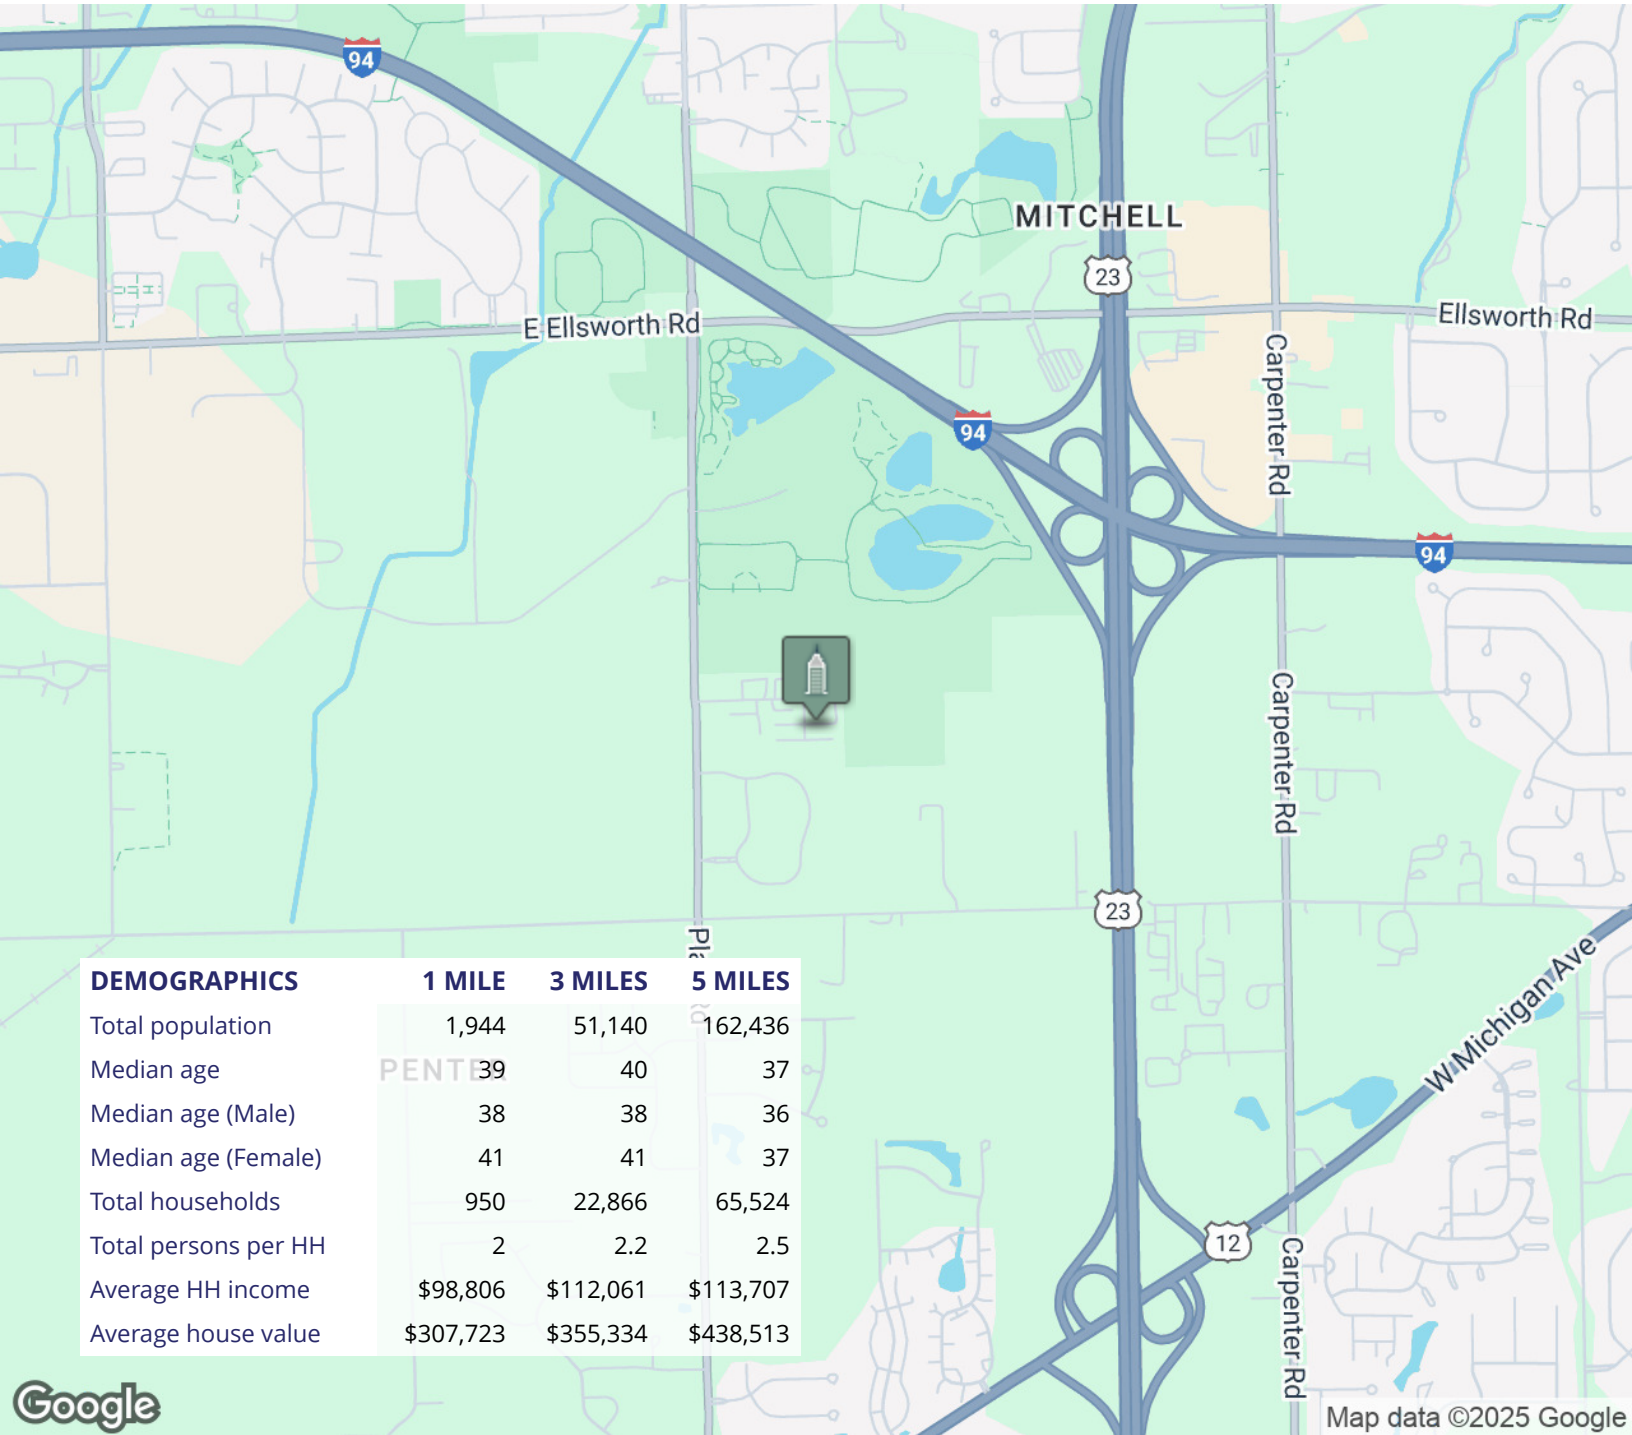 94
MITCHELL
23
E Ellsworth Rd
Ellsworth Rd
Carpenter Rd
94
94
Carpenter Rd
23
W Michigan Ave
DEMOGRAPHICS 1 MILE 3 MILES 5 MILES
Total population 1,944 51,140 162,436
Median age 39 40 37
PENTER
Median age (Male) 38 38 36
Median age (Female) 41 41 37
Total households 950 22,866 65,524
Total persons per HH 2 2.2 2.5
Average HH income $98,806 $112,061 $113,707
Average house value $307,723 $355,334 $438,513
12
Carpenter Rd
Google
Map data ©2025 Google